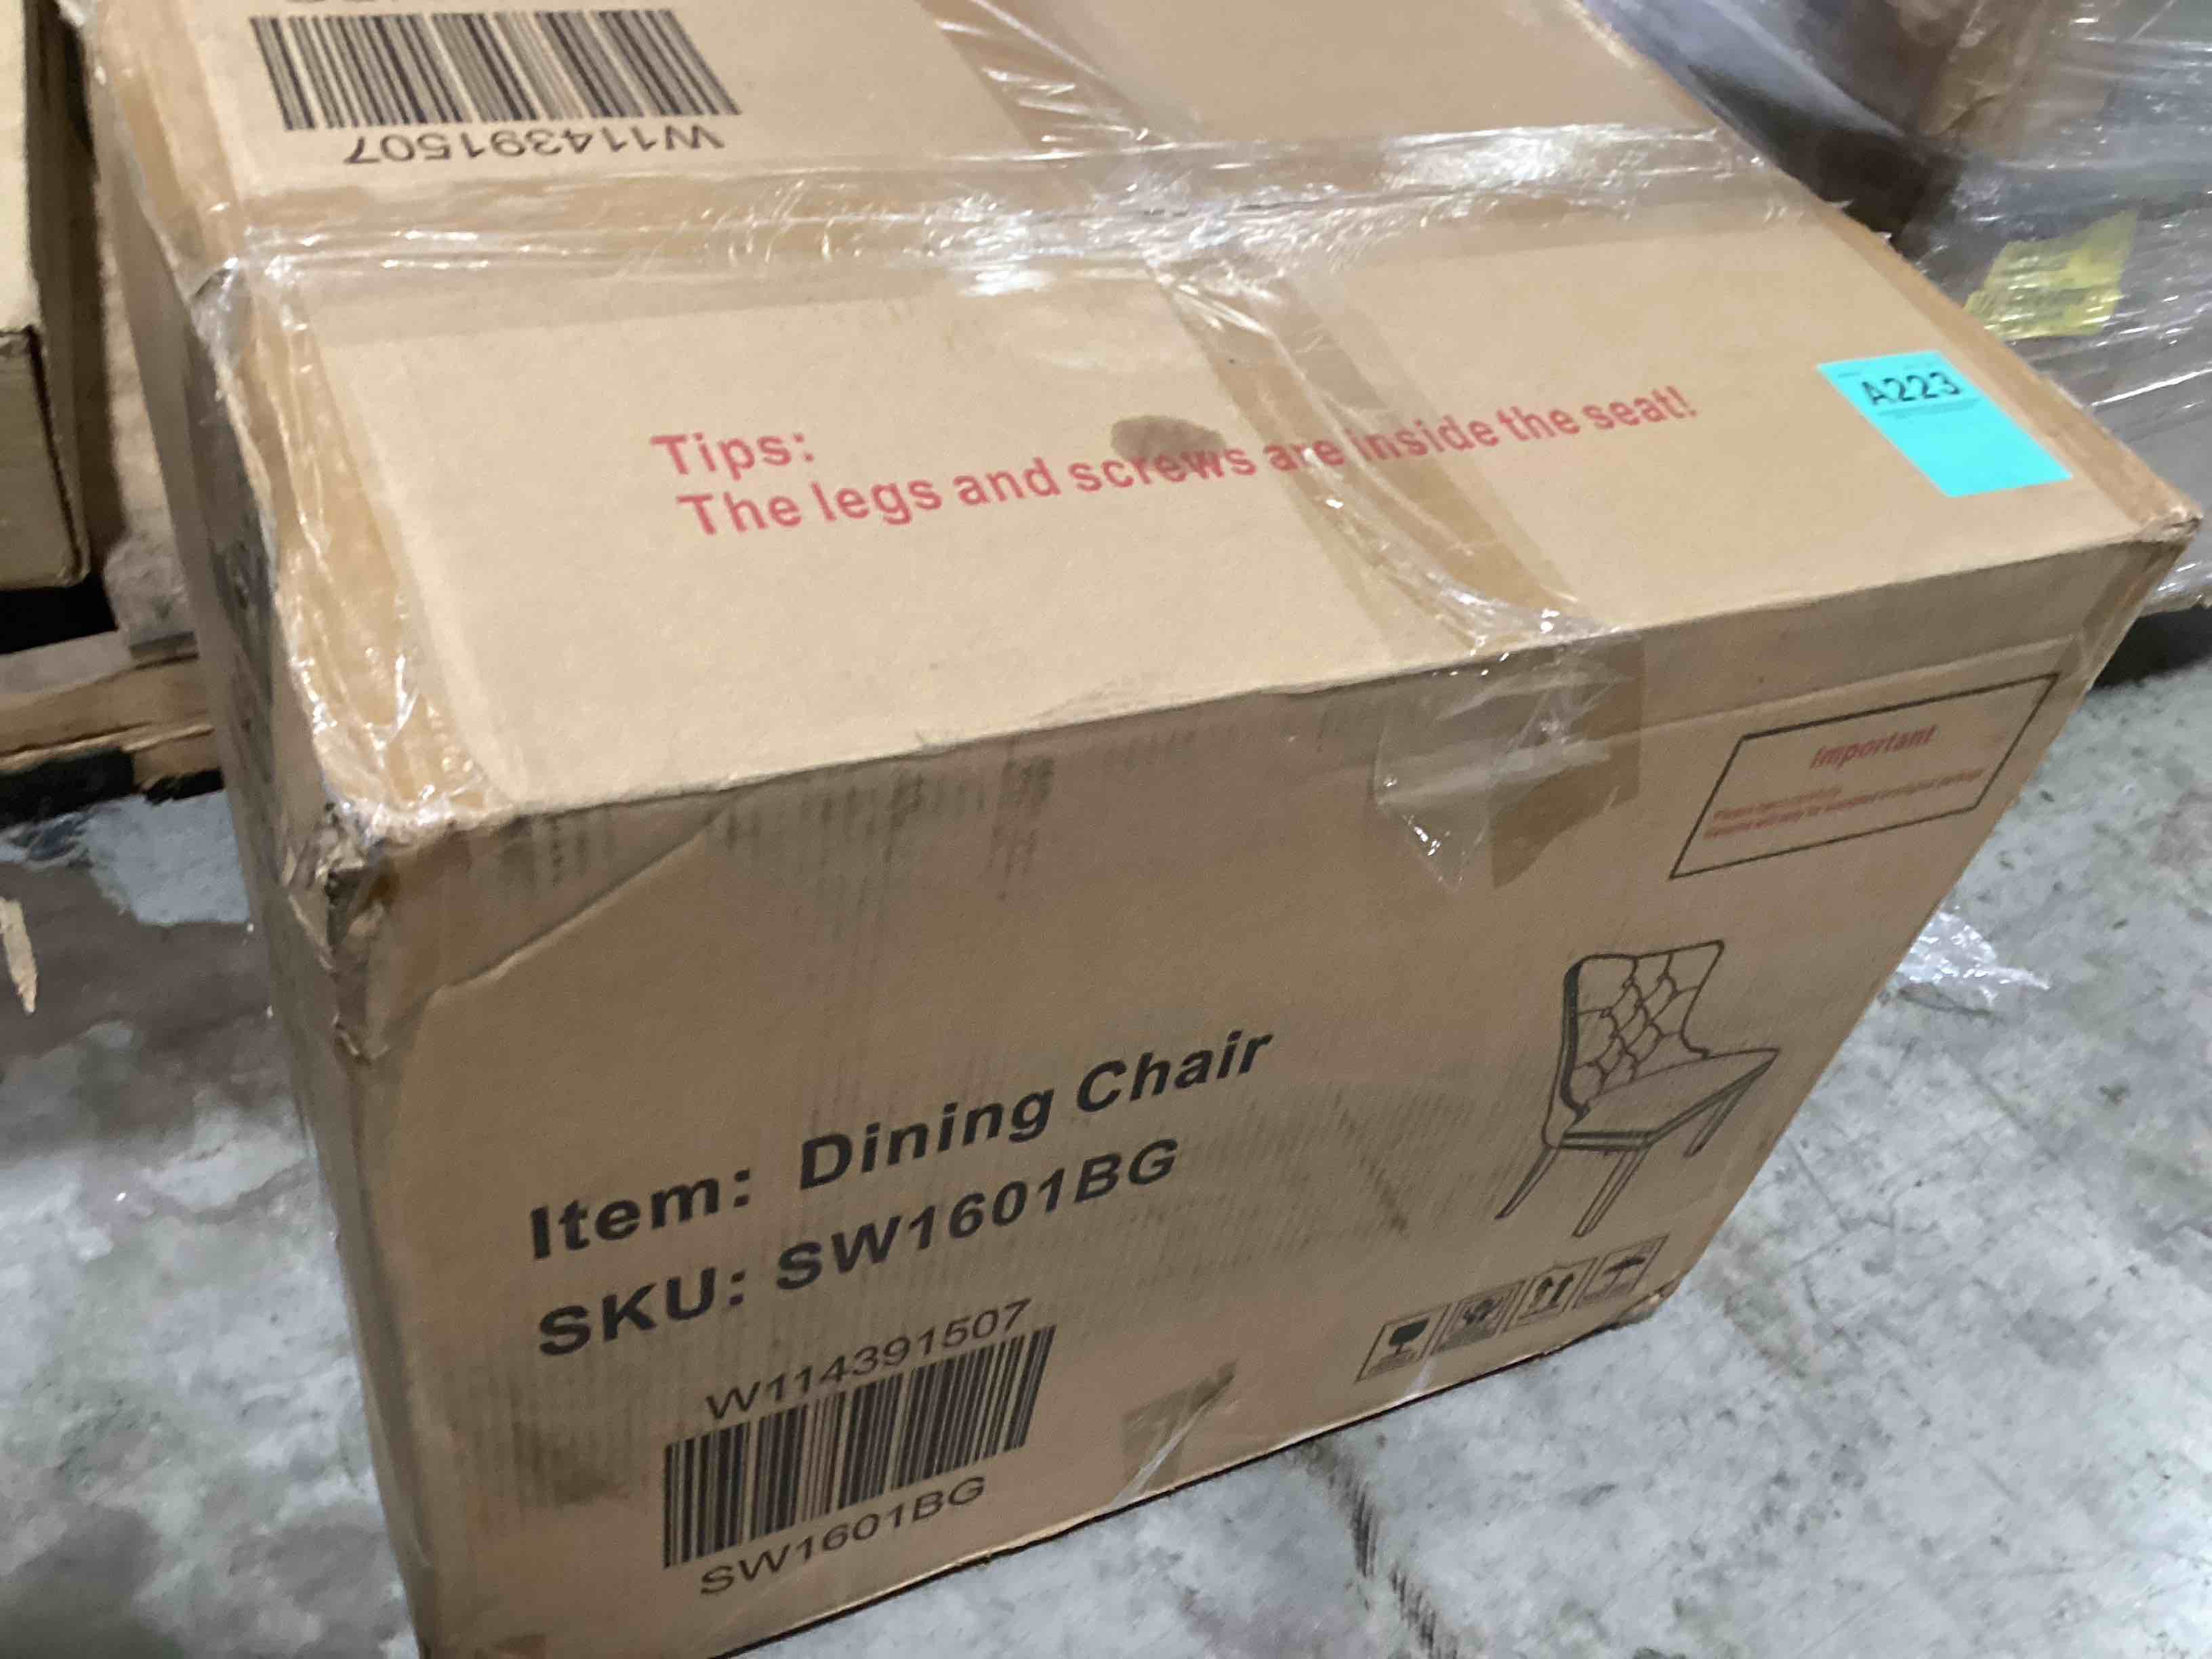 W114391507
Tips:
The legs and screws are inside the seat!
A223
Important
Item: Dining Chair
SKU: SW1601BG
W114391507
SW1601BG